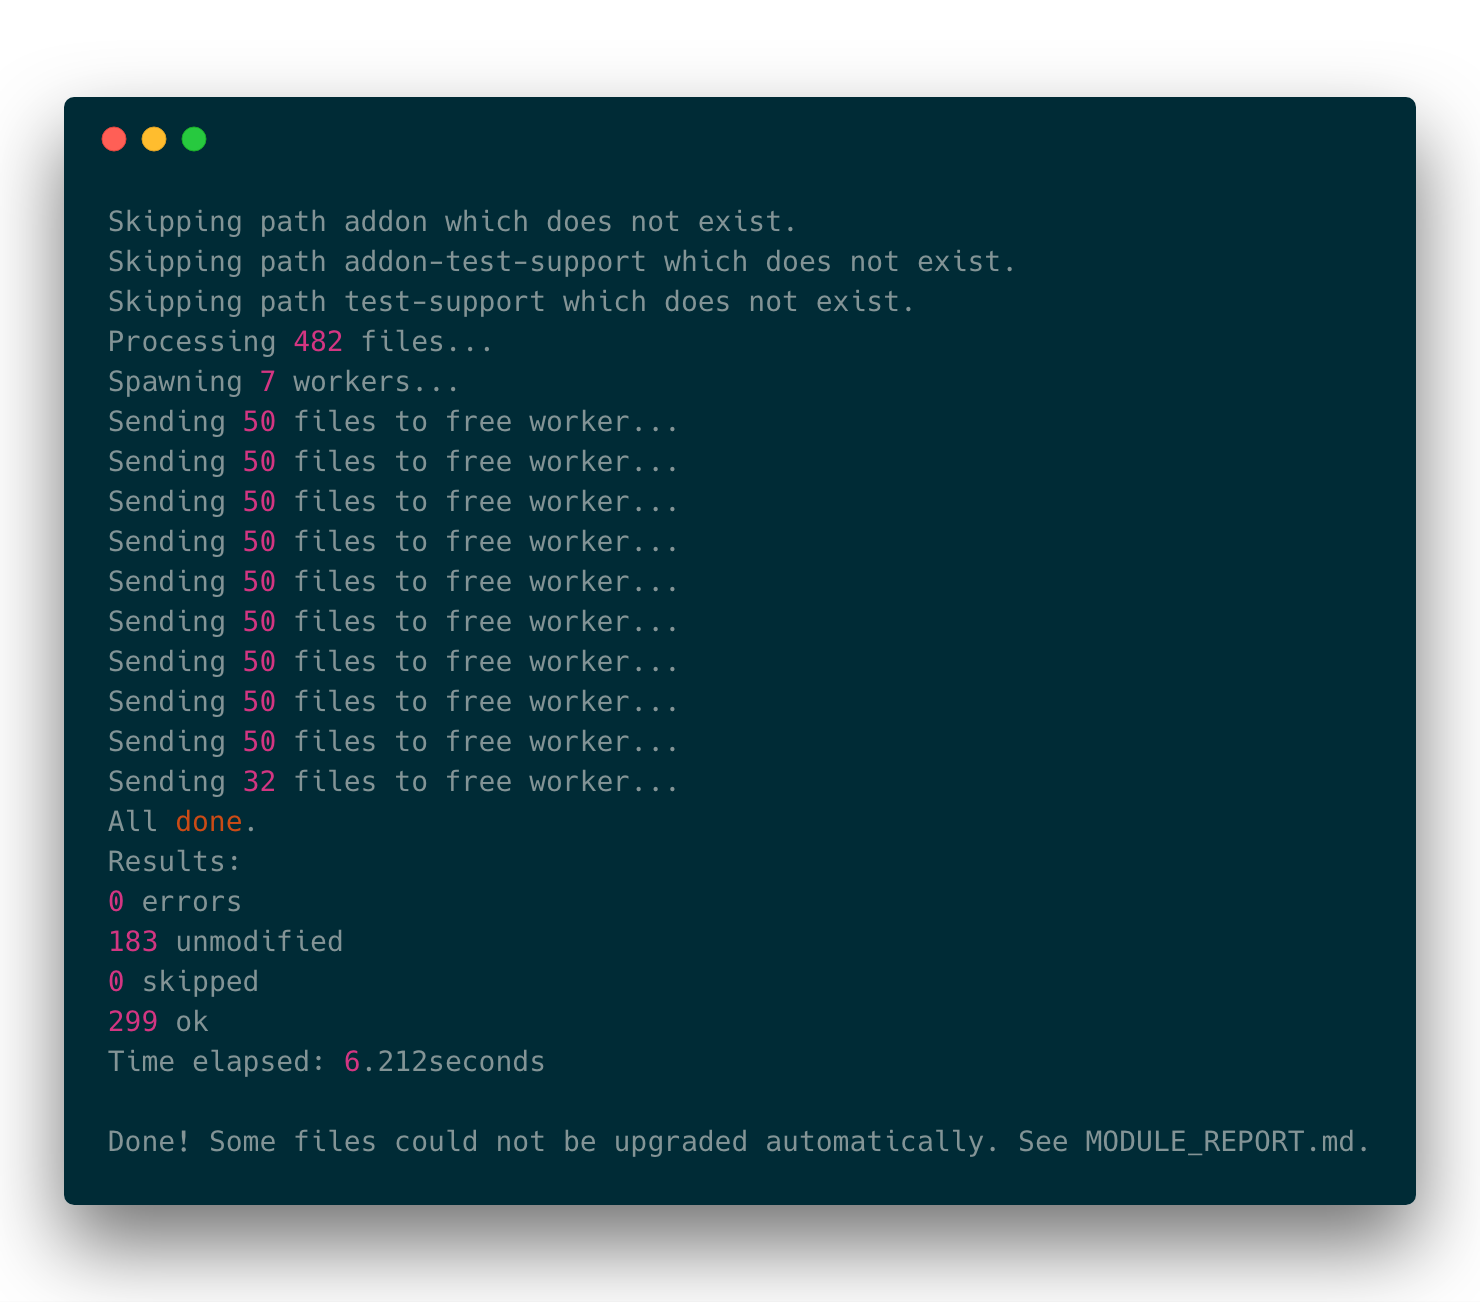 Skipping path addon which does not exist.
Skipping path addon-test-support which does not exist.
Skipping path test-support which does not exist.
Processing 482 files...
Spawning 7 workers...
Sending 50 files to free worker...
Sending 50 files to free worker...
Sending 50 files to free worker...
Sending 50 files to free worker...
Sending 50 files to free worker...
Sending 50 files to free worker...
Sending 50 files to free worker...
Sending 50 files to free worker...
Sending 50 files to free worker...
Sending 32 files to free worker...
All done.
Results:
0 errors
183 unmodified
0 skipped
299 ok
Time elapsed: 6.212seconds
Done! Some files could not be upgraded automatically. See MODULE_REPORT.md.